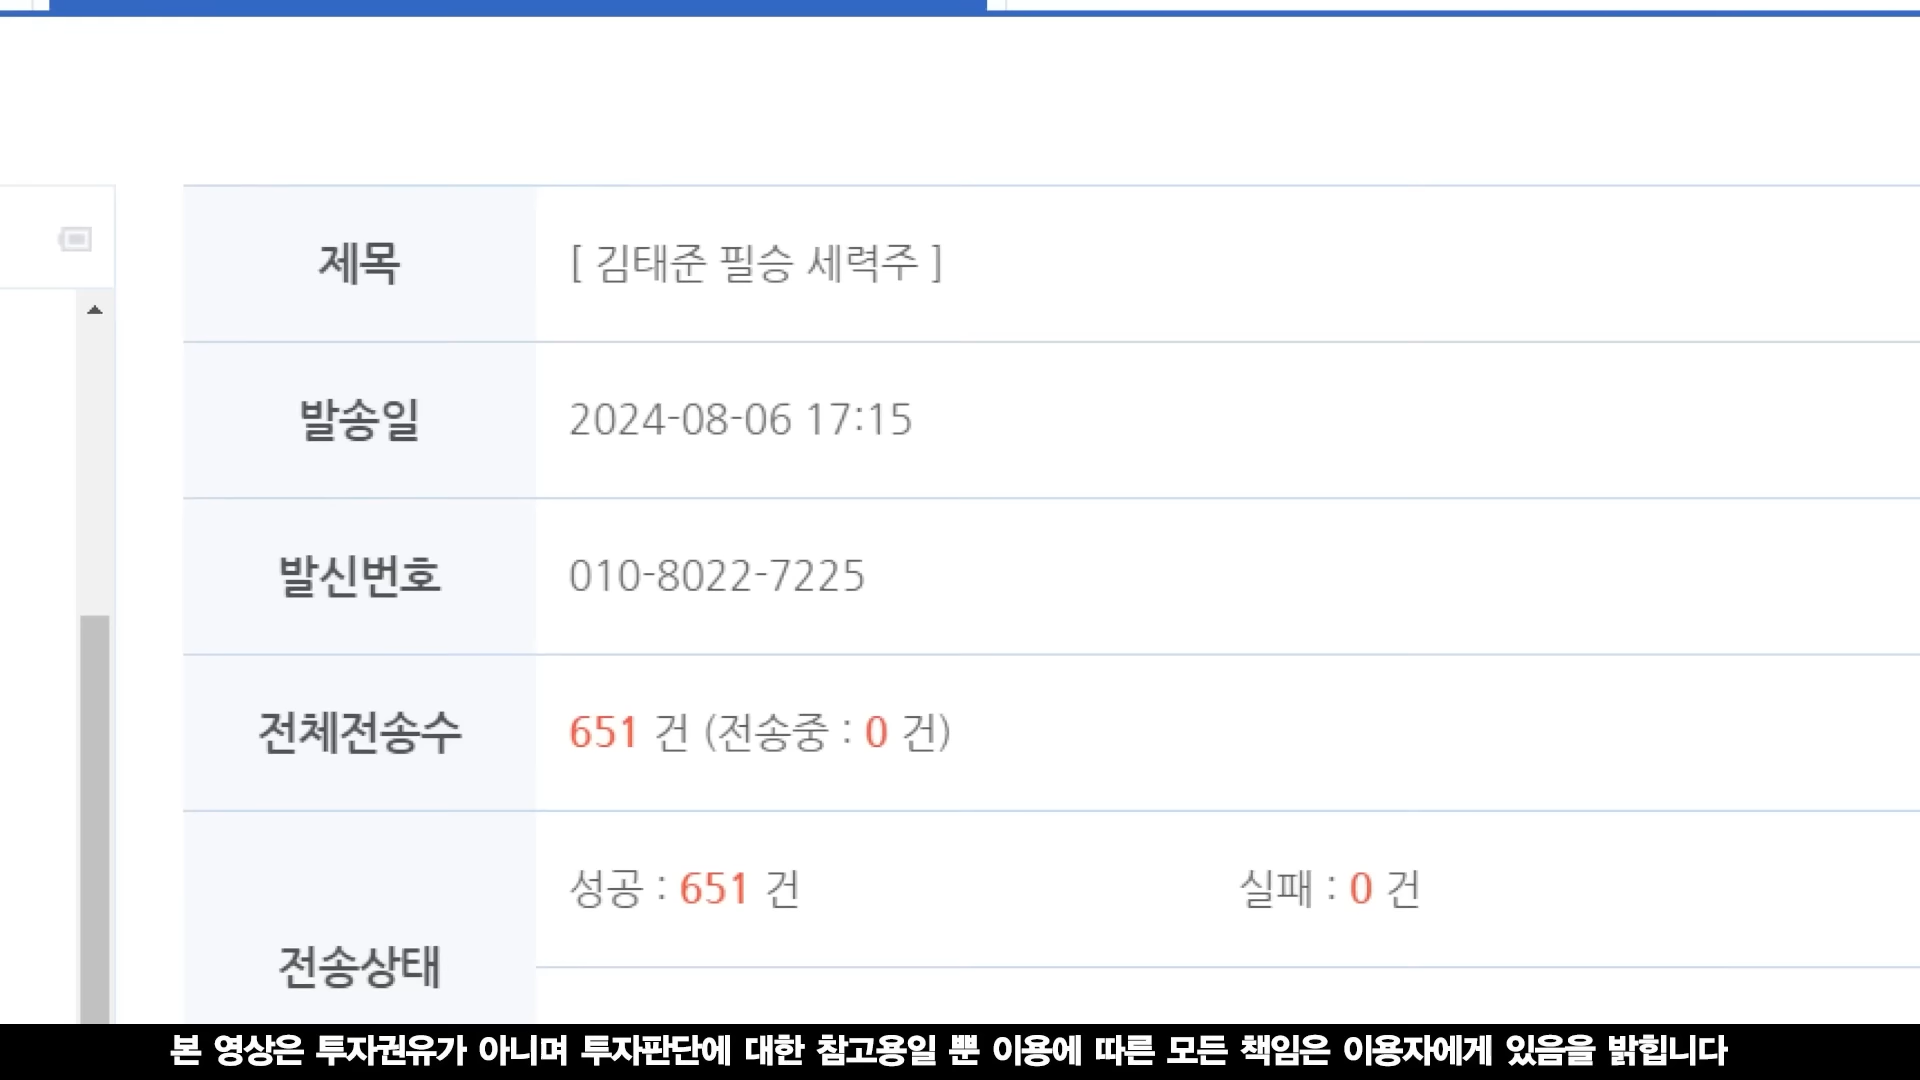 제목 [ 김태준 필승 세력주 ]
발송일 2024-08-06 17:15
발신번호 010-8022-7225
전체전송수 651 건 (전송중 : 0 건)
성공 : 651 건 실패 : 0 건
전송상태
본 영상은 투자권유가 아니며 투자판단에 대한 참고용일 뿐 이용에 따른 모든 책임은 이용자에게 있음을 밝힙니다